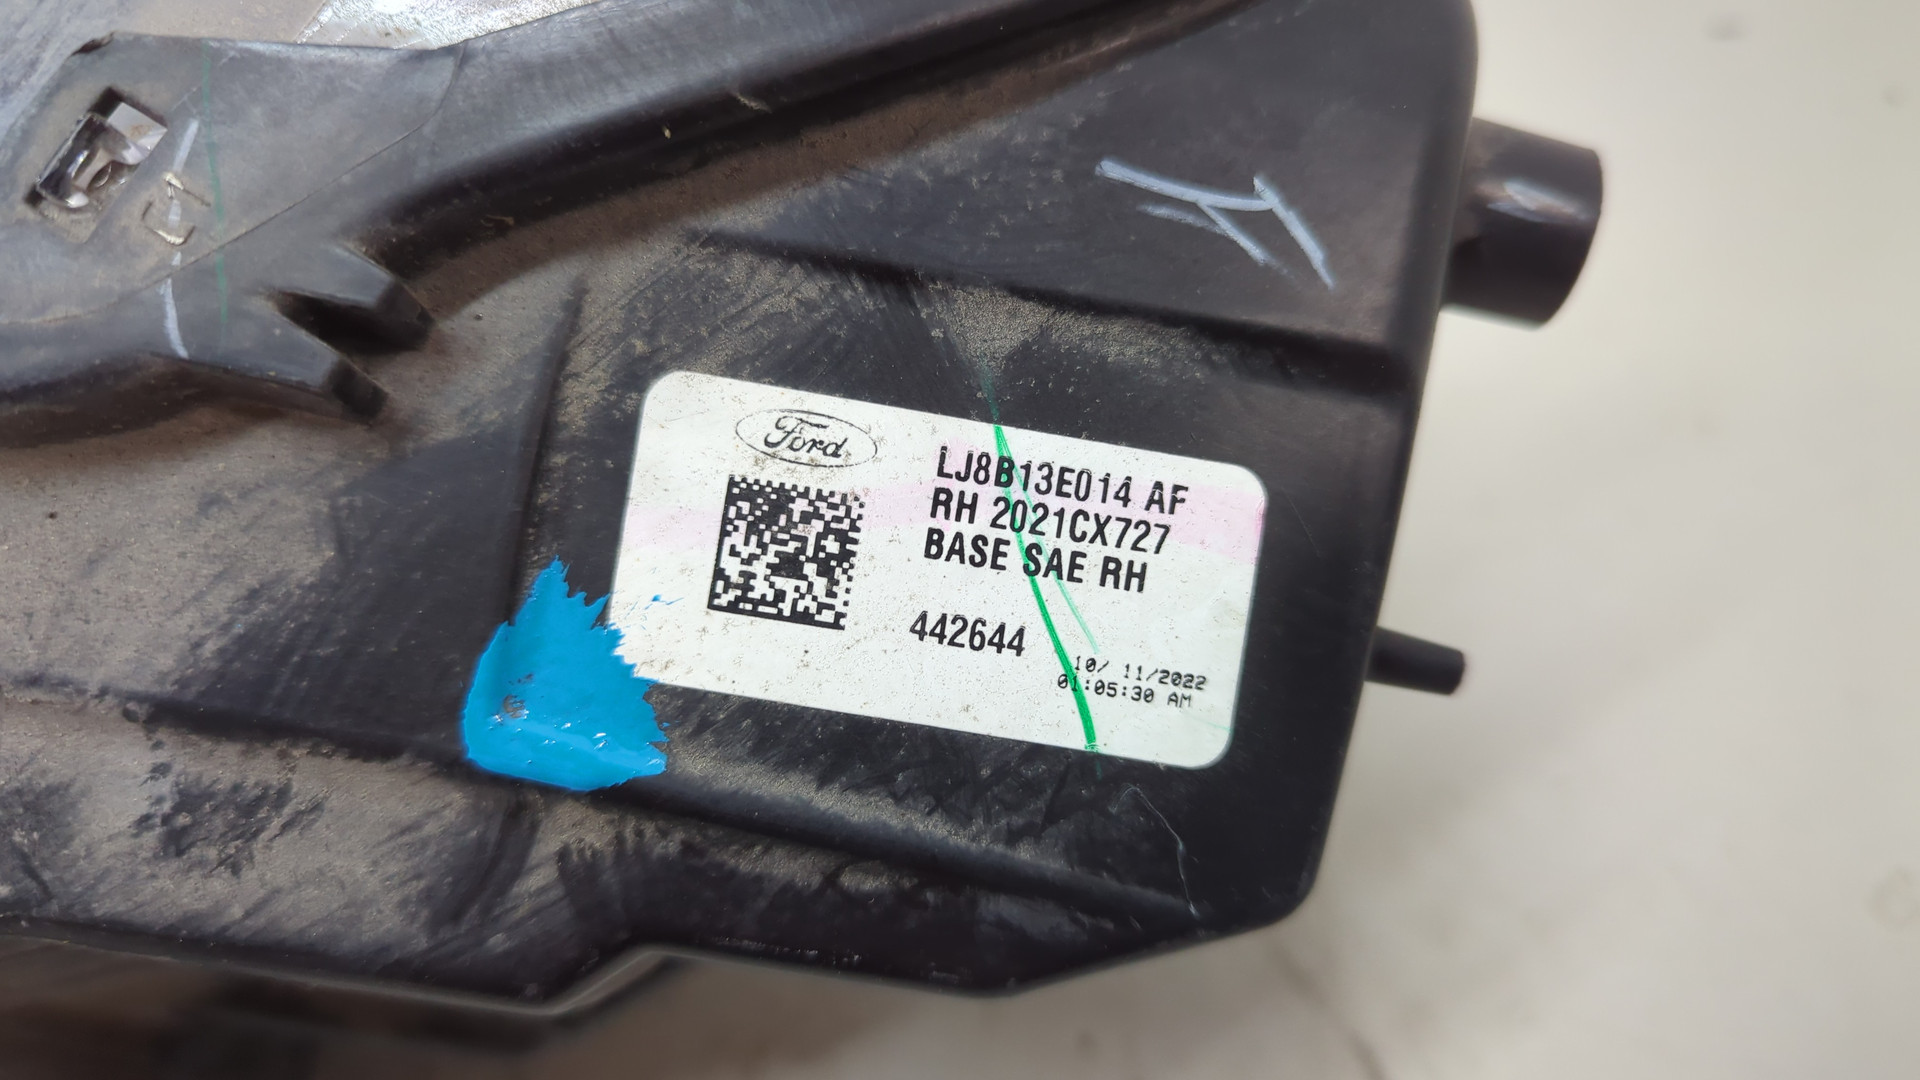 Ford
LJ8B13E014 AF
RH 2021CX727
BASE SAE RH
442644
10/ 11/2022
01:05:30 AM